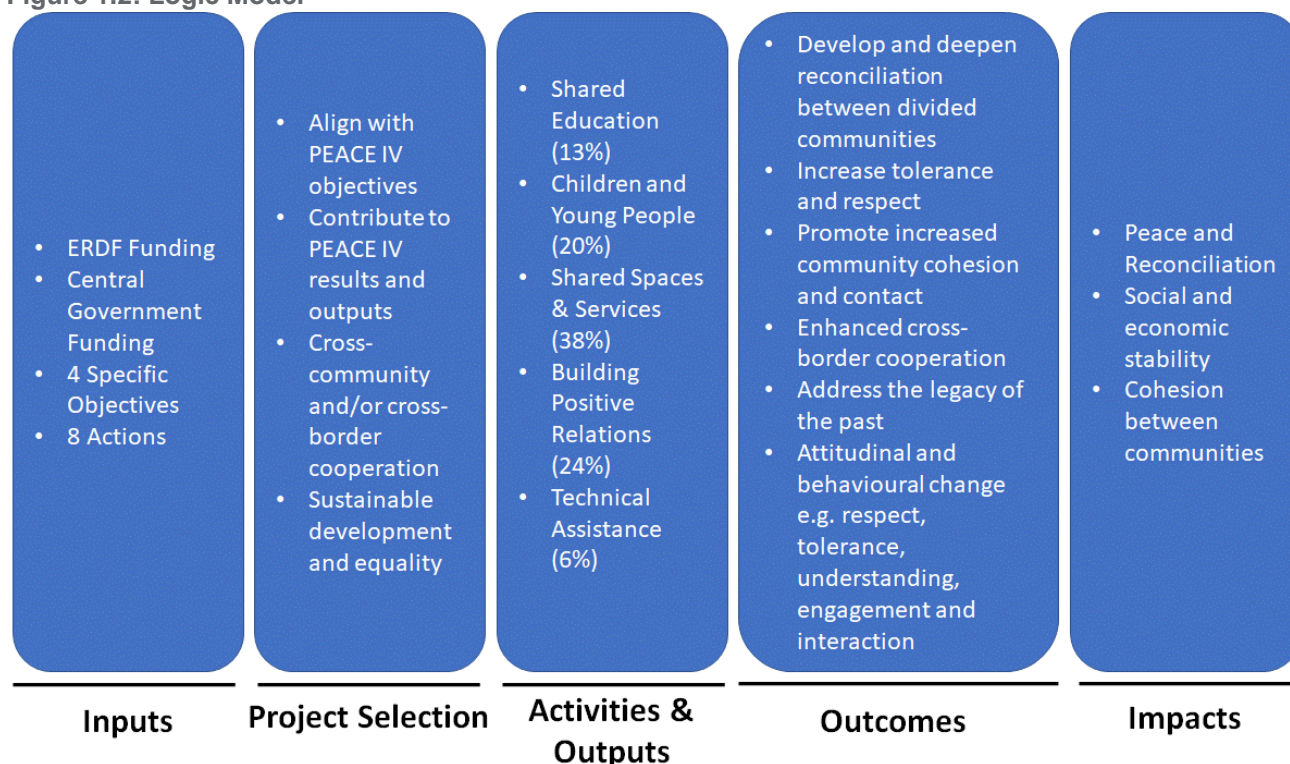 Figure 1.2: Logic Model
• ERDF Funding
• Central
Government
Funding
• 4 Specific
Objectives
• 8 Actions
• Align with
PEACE IV
objectives
• Contribute to
PEACE IV
results and
outputs
• Cross-
community
and/or cross-
border
cooperation
• Sustainable
development
and equality
• Shared
Education
(13%)
• Children and
Young People
(20%)
• Shared Spaces
& Services
(38%)
• Building
Positive
Relations
(24%)
• Technical
Assistance
(6%)
• Develop and deepen
reconciliation
between divided
communities
• Increase tolerance
and respect
• Promote increased
community cohesion
and contact
• Enhanced cross-
border cooperation
• Address the legacy of
the past
• Attitudinal and
behavioural change
e.g. respect,
tolerance,
understanding,
engagement and
interaction
• Peace and
Reconciliation
• Social and
economic
stability
• Cohesion
between
communities
Inputs
Project Selection
Activities &
Outputs
Outcomes
Impacts